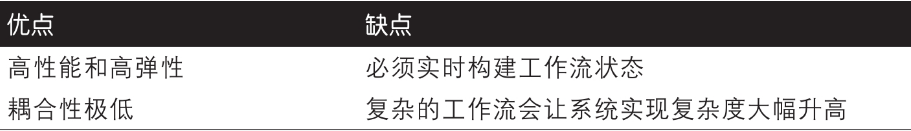 优点 缺点
高性能和高弹性 必须实时构建工作流状态
耦合性极低 复杂的工作流会让系统实现复杂度大幅升高